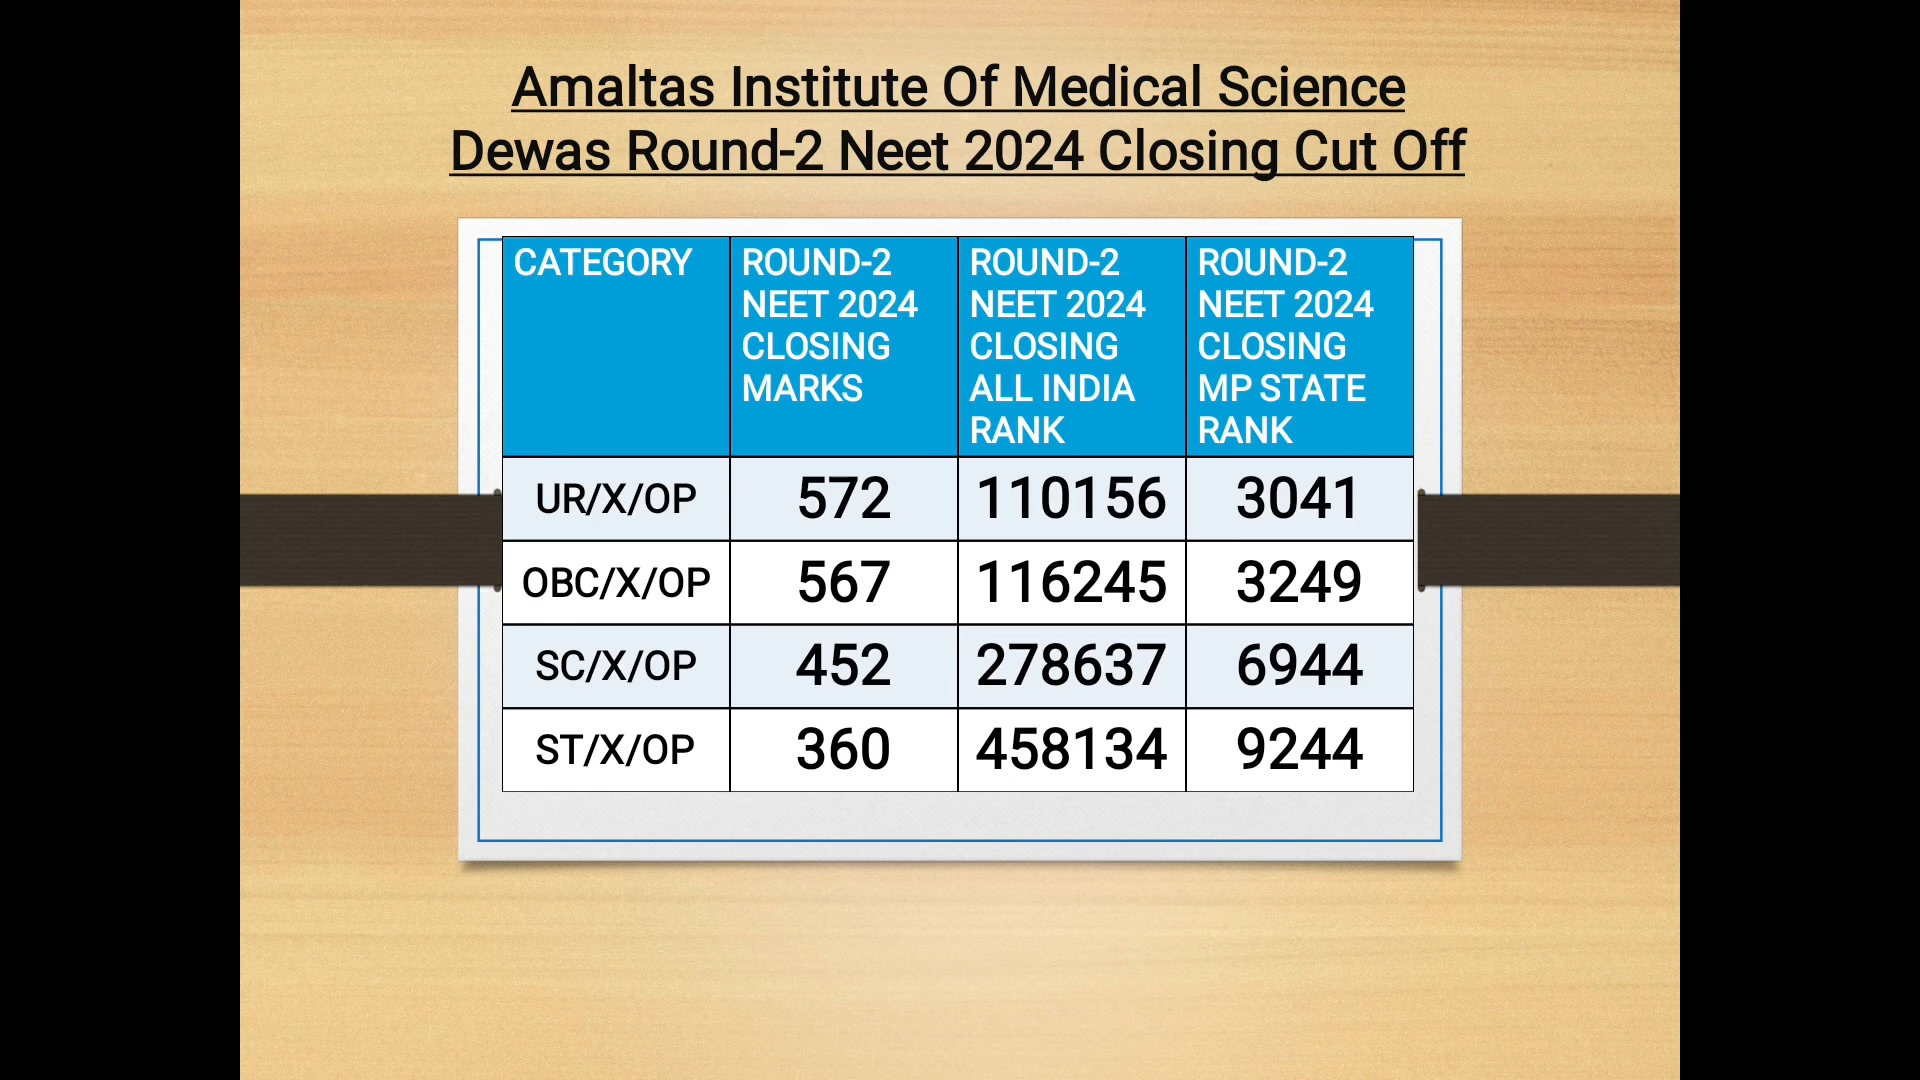 Amaltas Institute Of Medical Science
Dewas Round-2 Neet 2024 Closing Cut Off
CATEGORY
ROUND-2
NEET 2024
CLOSING
MARKS
ROUND-2
NEET 2024
CLOSING
ALL INDIA
RANK
ROUND-2
NEET 2024
CLOSING
MP STATE
RANK
UR/X/OP 572 110156 3041
OBC/X/OP 567 116245 3249
SC/X/OP 452 278637 6944
ST/X/OP 360 458134 9244